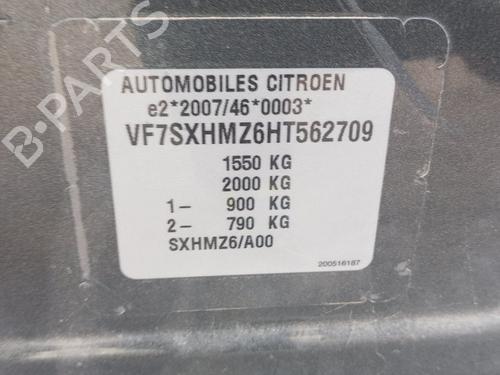 AUTOMOBILES CITROEN
e2*2007/46*0003*
VF7SXHMZ6HT562709
1550 KG
2000 KG
1- 900 KG
2- 790 KG
SXHMZ6/A00
200516187
B-PARTS